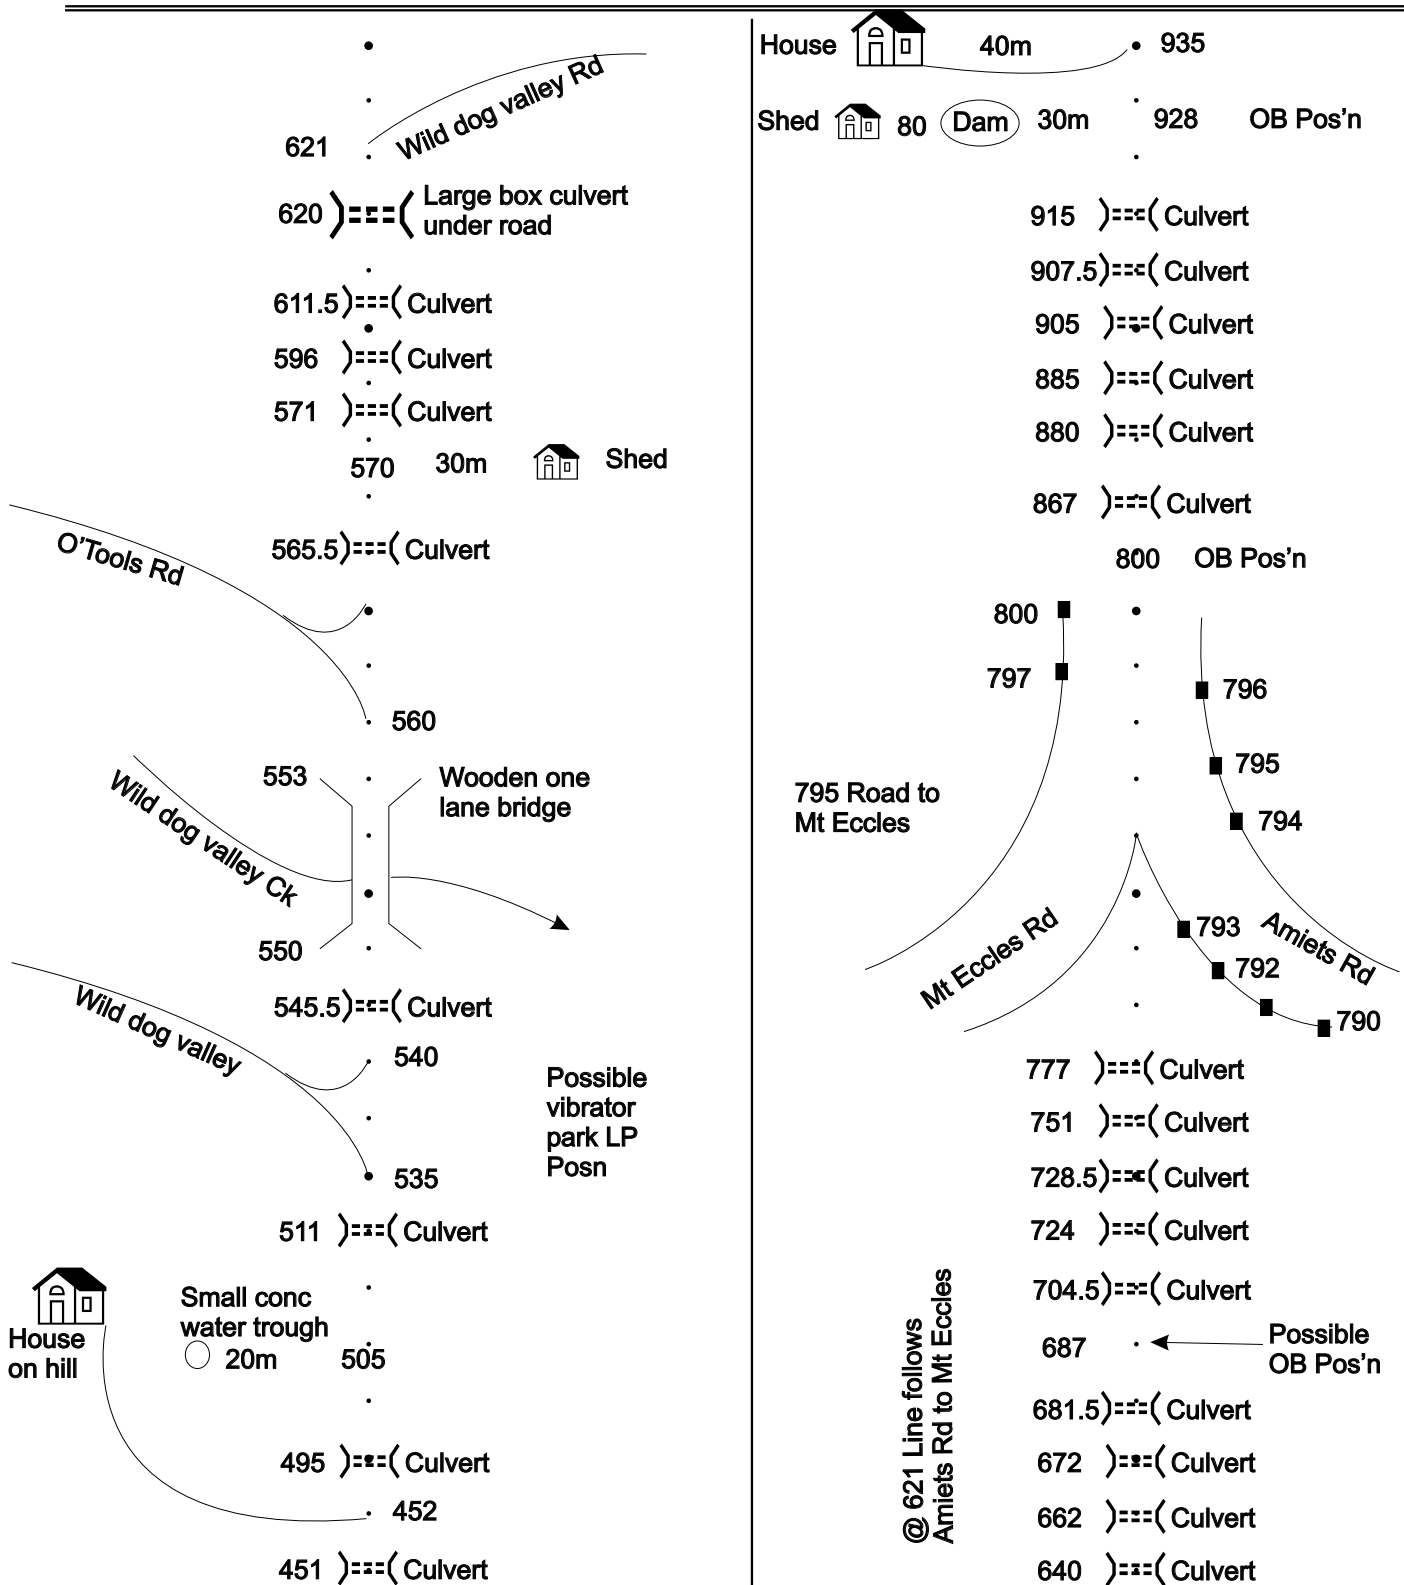 Wild dog valley Rd
621
620 Large box culvert
under road
611.5 Culvert
596 Culvert
571 Culvert
570 30m Shed
O'Tools Rd
565.5 Culvert
560
553 Wooden one
lane bridge
Wild dog valley Ck
550
545.5 Culvert
Wild dog valley
540
Possible
vibrator
park LP
Posn
535
511 Culvert
Small conc
water trough
20m 505
House
on hill
495 Culvert
452
451 Culvert
House 40m 935
Shed 80 Dam 30m 928 OB Pos'n
915 Culvert
907.5 Culvert
905 Culvert
885 Culvert
880 Culvert
867 Culvert
800 OB Pos'n
800
797
796
795
794
795 Road to
Mt Eccles
Mt Eccles Rd
793
Amiets Rd
792
790
777 Culvert
751 Culvert
728.5 Culvert
724 Culvert
704.5 Culvert
687 Possible
OB Pos'n
@ 621 Line follows
Amiets Rd to Mt Eccles
681.5 Culvert
672 Culvert
662 Culvert
640 Culvert